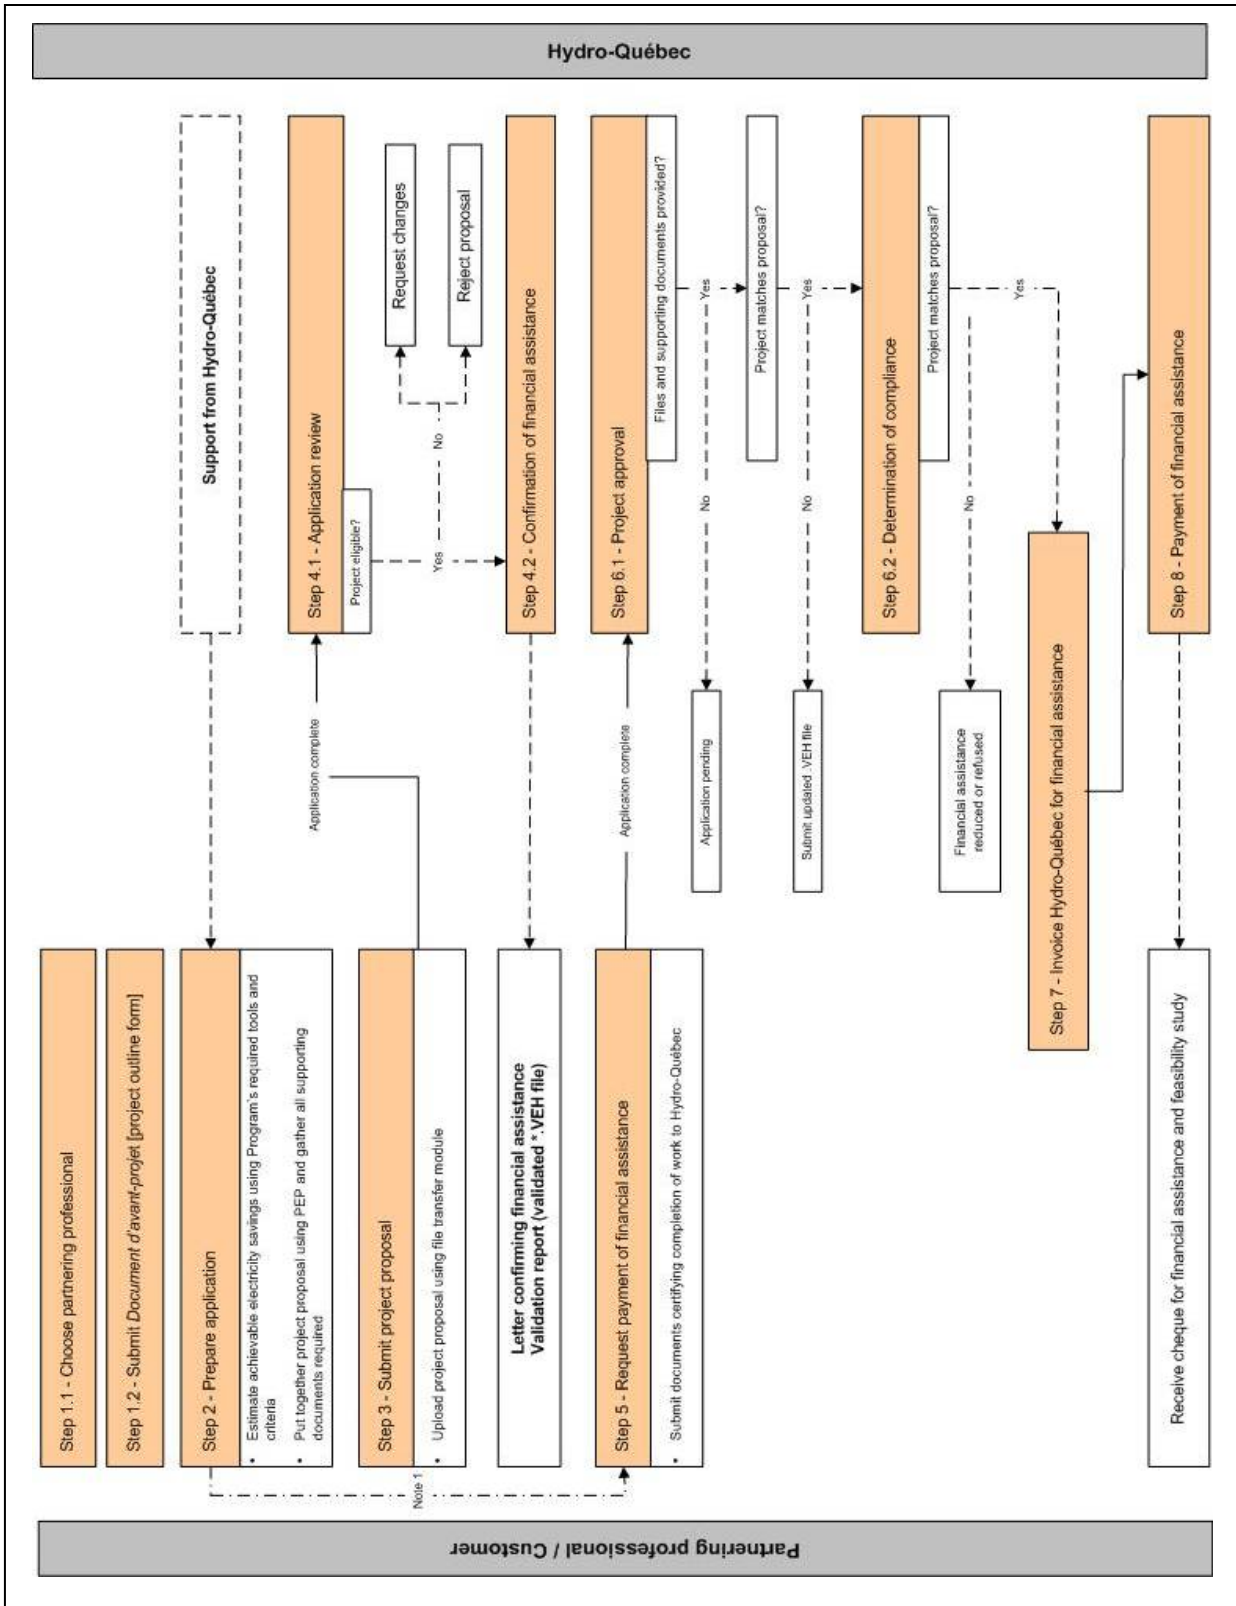 Hydro-Québec
Partnering professional / Customer
Step 1.1 - Choose partnering professional
Step 1.2 - Submit Document d'avant-projet [project outline form]
Support from Hydro-Québec
Step 2 - Prepare application
• Estimate achievable electricity savings using Program's required tools and
criteria
• Put together project proposal using PEP and gather all supporting
documents required
Note 1
Step 3 - Submit project proposal
• Upload project proposal using file transfer module
Application complete
Step 4.1 - Application review
Project eligible?
Yes
No
Request changes
Reject proposal
Step 4.2 - Confirmation of financial assistance
Letter confirming financial assistance
Validation report (validated *.VEH file)
Step 5 - Request payment of financial assistance
• Submit documents certifying completion of work to Hydro-Québec
Application complete
Step 6.1 - Project approval
Files and supporting documents provided?
No
Yes
Application pending
Project matches proposal?
No
Yes
Submit updated .VEH file
Step 6.2 - Determination of compliance
Project matches proposal?
No
Yes
Financial assistance
reduced or refused
Step 7 - Invoice Hydro-Québec for financial assistance
Step 8 - Payment of financial assistance
Receive cheque for financial assistance and feasibility study